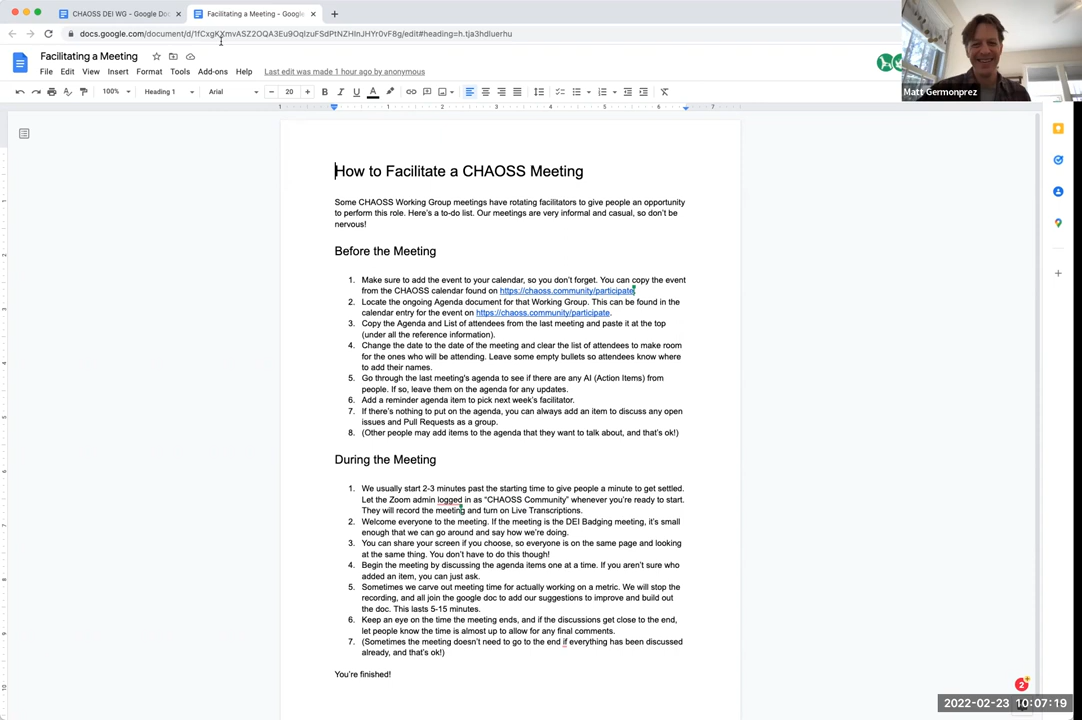 CHAOSS DEI WG - Google Doc
Facilitating a Meeting - Google
docs.google.com/document/d/1fCxgKXmvASZ2OQA3Eu9OqIzuFSdPtNZHInJHYr0vF8g/edit#heading=h.tja3hdluerhu
Facilitating a Meeting
File Edit View Insert Format Tools Add-ons Help Last edit was made 1 hour ago by anonymous
100% Heading 1 Arial 20
Matt Germonprez
1 1 2 3 4 5 6 7
How to Facilitate a CHAOSS Meeting
Some CHAOSS Working Group meetings have rotating facilitators to give people an opportunity
to perform this role. Here's a to-do list. Our meetings are very informal and casual, so don't be
nervous!
Before the Meeting
1. Make sure to add the event to your calendar, so you don't forget. You can copy the event
from the CHAOSS calendar found on https://chaoss.community/participate.
2. Locate the ongoing Agenda document for that Working Group. This can be found in the
calendar entry for the event on https://chaoss.community/participate.
3. Copy the Agenda and List of attendees from the last meeting and paste it at the top
(under all the reference information).
4. Change the date to the date of the meeting and clear the list of attendees to make room
for the ones who will be attending. Leave some empty bullets so attendees know where
to add their names.
5. Go through the last meeting's agenda to see if there are any AI (Action Items) from
people. If so, leave them on the agenda for any updates.
6. Add a reminder agenda item to pick next week's facilitator.
7. If there's nothing to put on the agenda, you can always add an item to discuss any open
issues and Pull Requests as a group.
8. (Other people may add items to the agenda that they want to talk about, and that's ok!)
During the Meeting
1. We usually start 2-3 minutes past the starting time to give people a minute to get settled.
Let the Zoom admin logged in as “CHAOSS Community” whenever you're ready to start.
They will record the meeting and turn on Live Transcriptions.
2. Welcome everyone to the meeting. If the meeting is the DEI Badging meeting, it's small
enough that we can go around and say how we're doing.
3. You can share your screen if you choose, so everyone is on the same page and looking
at the same thing. You don't have to do this though!
4. Begin the meeting by discussing the agenda items one at a time. If you aren't sure who
added an item, you can just ask.
5. Sometimes we carve out meeting time for actually working on a metric. We will stop the
recording, and all join the google doc to add our suggestions to improve and build out
the doc. This lasts 5-15 minutes.
6. Keep an eye on the time the meeting ends, and if the discussions get close to the end,
let people know the time is almost up to allow for any final comments.
7. (Sometimes the meeting doesn't need to go to the end if everything has been discussed
already, and that's ok!)
You're finished!
2
2022-02-23 10:07:19